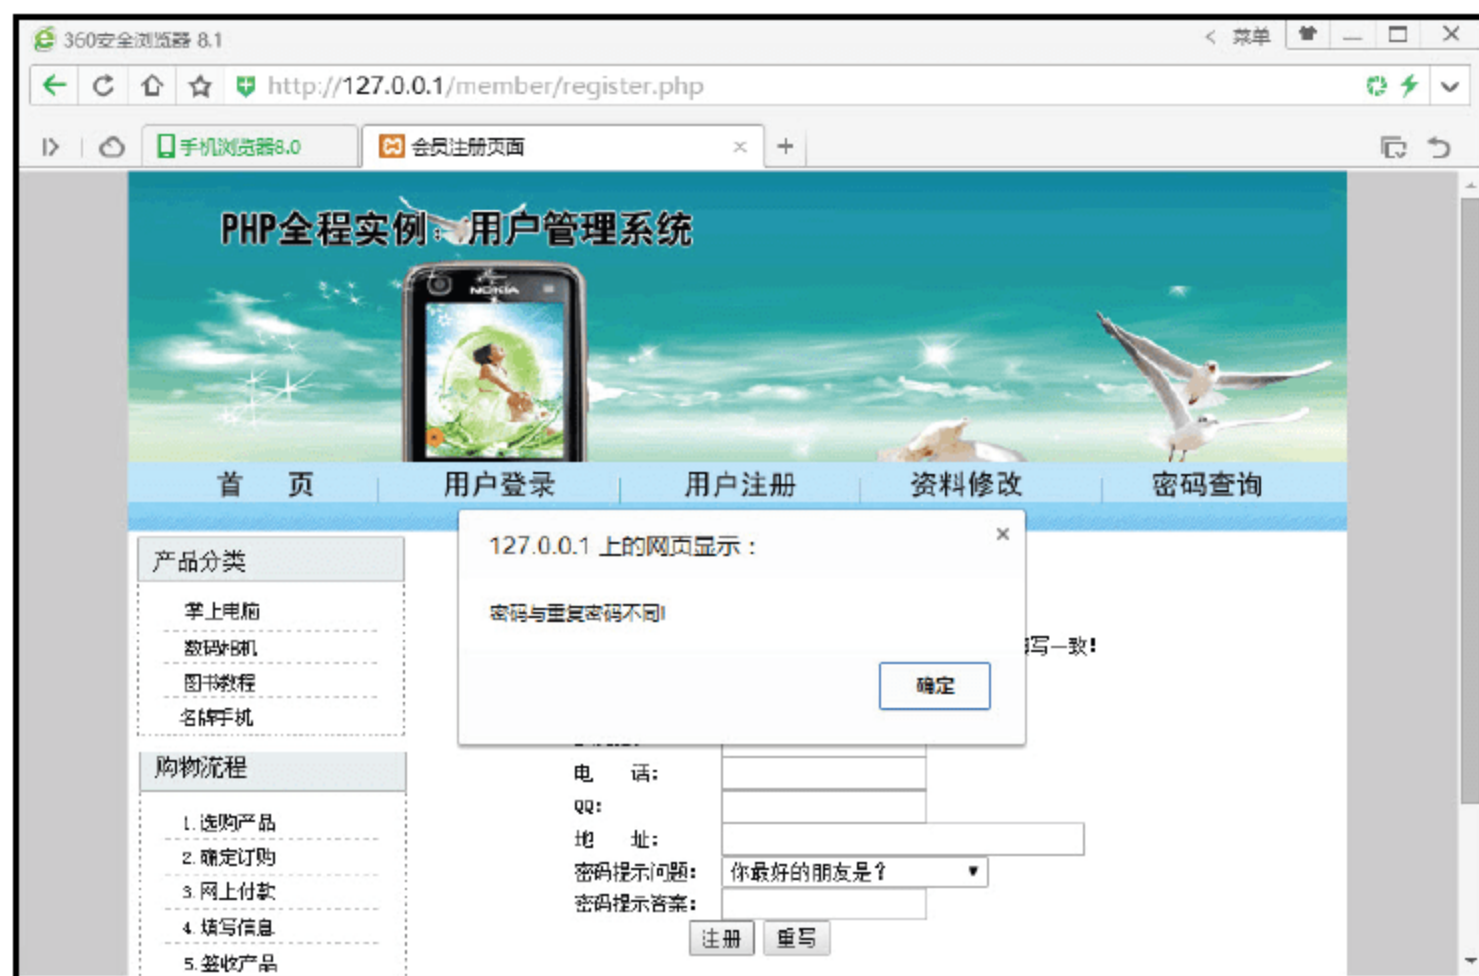 360安全浏览器 8.1
菜单
http://127.0.0.1/member/register.php
手机浏览器8.0
会员注册页面
PHP全程实例：用户管理系统
NOKIA
首 页
用户登录
用户注册
资料修改
密码查询
产品分类
掌上电脑
数码相机
图书教程
名牌手机
购物流程
1.选购产品
2.确定订购
3.网上付款
4.填写信息
5.签收产品
127.0.0.1 上的网页显示：
密码与重复密码不同!
确定
写一致!
电 话:
QQ:
地 址:
密码提示问题: 你最好的朋友是?
密码提示答案:
注册 重写